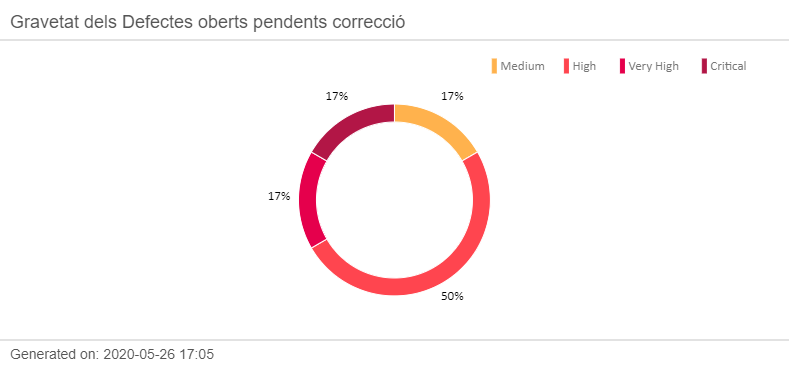 Gravetat dels Defectes oberts pendents correcció
Medium High Very High Critical
17% 17%
17%
50%
Generated on: 2020-05-26 17:05